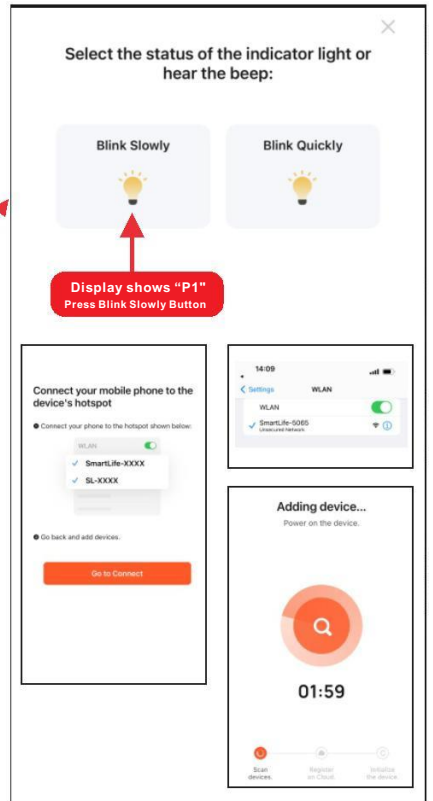 Select the status of the indicator light or
hear the beep:
Blink Slowly
Blink Quickly
Display shows “P1"
Press Blink Slowly Button
Connect your mobile phone to the
device's hotspot
❶ Connect your phone to the hotspot shown below:
WLAN
SmartLife-XXXX
SL-XXXX
❷ Go back and add devices.
Go to Connect
14:09
Settings
WLAN
WLAN
SmartLife-5065
Unsecured Network
Adding device...
Power on the device.
01:59
Scan
devices.
Register
on Cloud.
Initialize
the device.